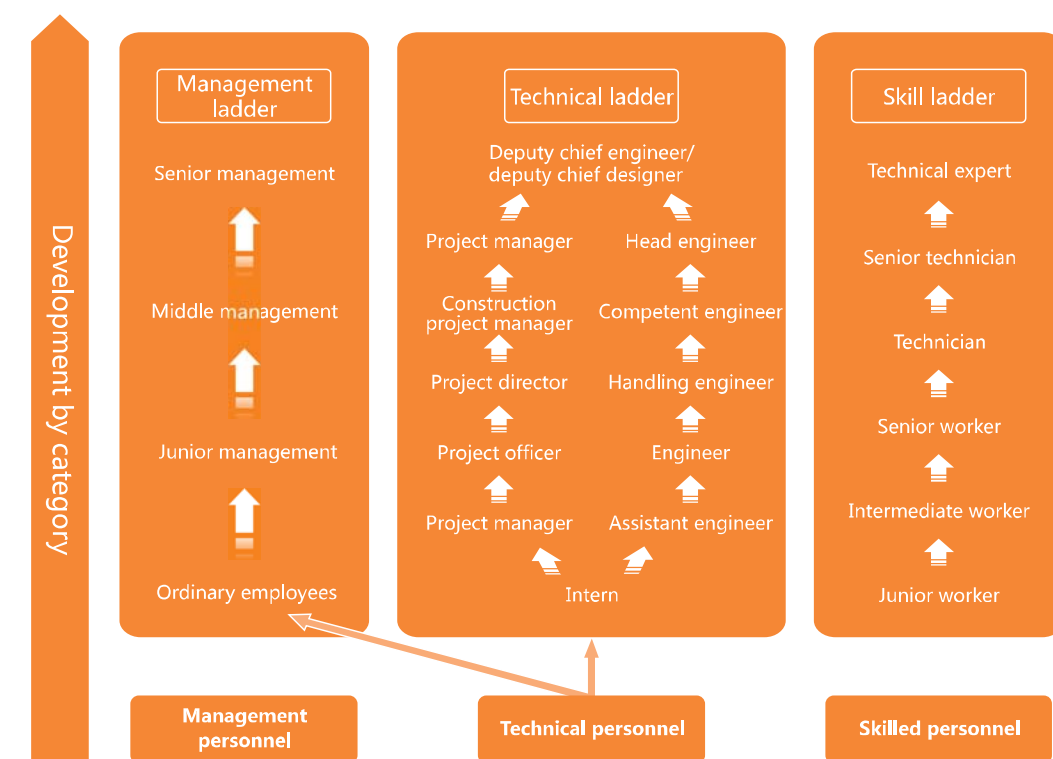 Development by category
Management
ladder
Senior management
Middle management
Junior management
Ordinary employees
Technical ladder
Deputy chief engineer/
deputy chief designer
Project manager
Construction
project manager
Project director
Project officer
Project manager
Head engineer
Competent engineer
Handling engineer
Engineer
Assistant engineer
Intern
Skill ladder
Technical expert
Senior technician
Technician
Senior worker
Intermediate worker
Junior worker
Management
personnel
Technical personnel
Skilled personnel